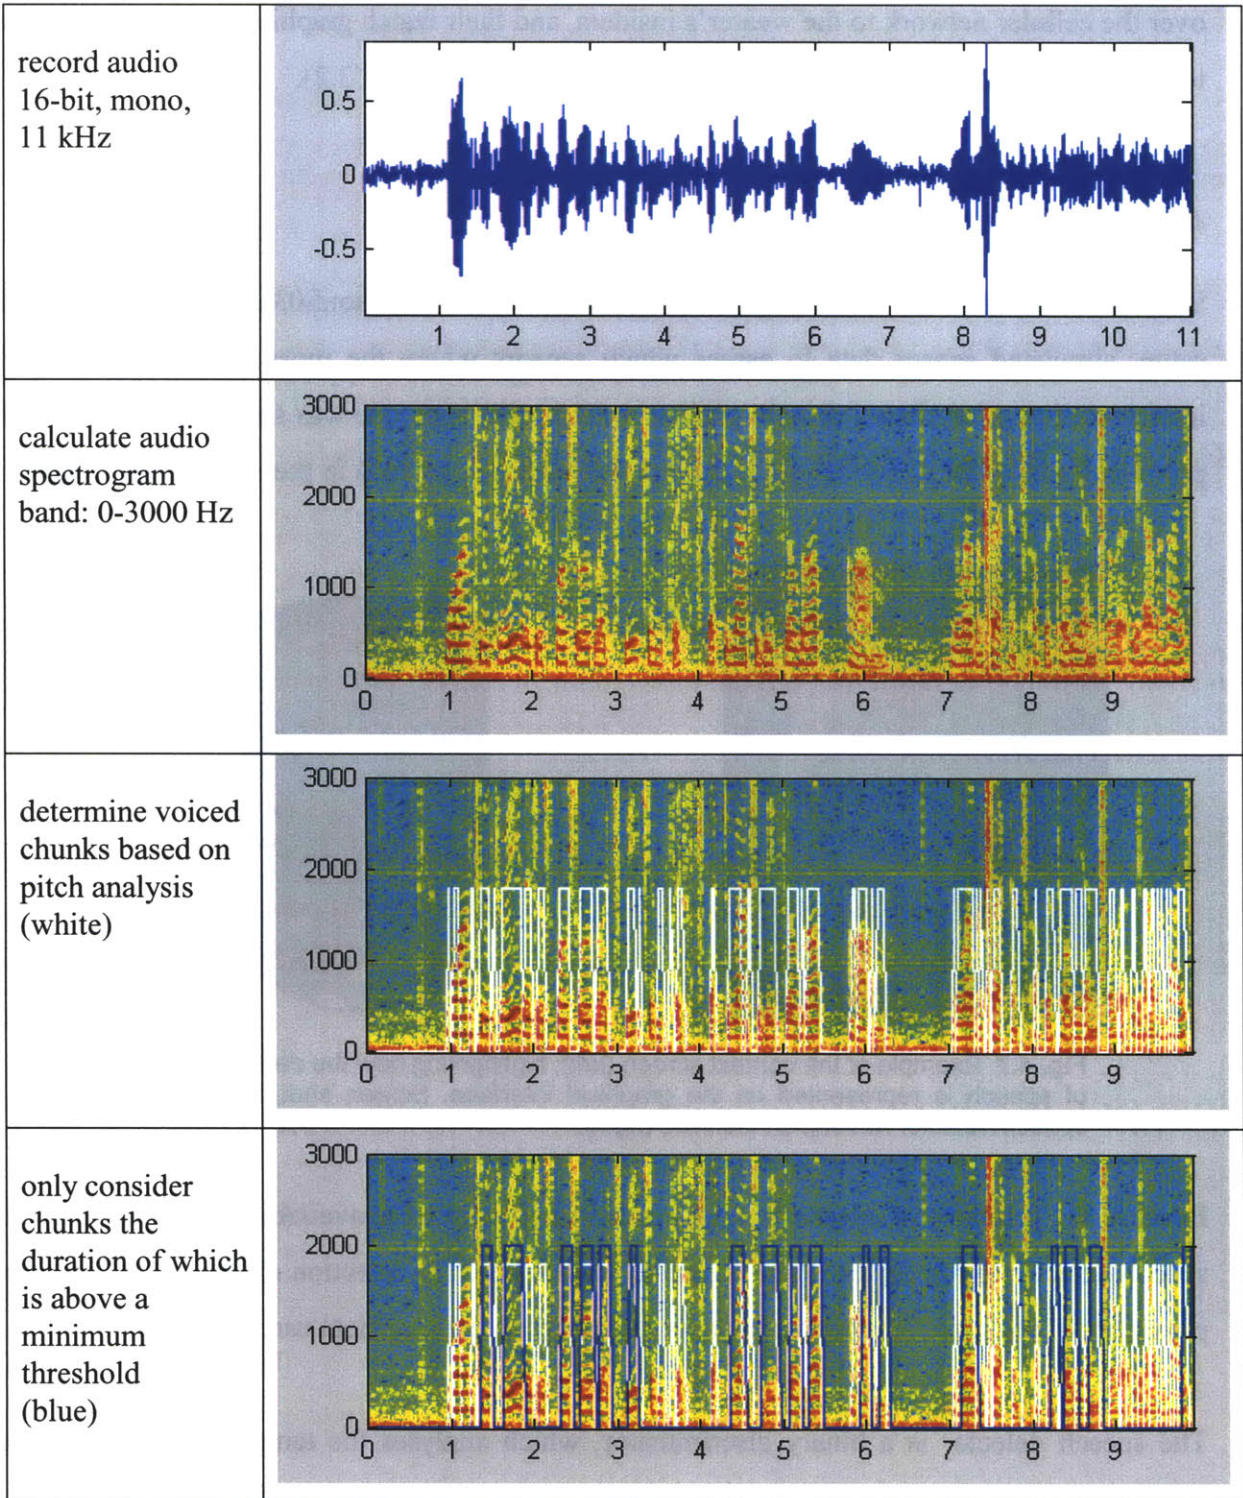 record audio
16-bit, mono,
11 kHz
0.5
0
-0.5
1 2 3 4 5 6 7 8 9 10 11
calculate audio
spectrogram
band: 0-3000 Hz
3000
2000
1000
0
0 1 2 3 4 5 6 7 8 9
determine voiced
chunks based on
pitch analysis
(white)
3000
2000
1000
0
0 1 2 3 4 5 6 7 8 9
only consider
chunks the
duration of which
is above a
minimum
threshold
(blue)
3000
2000
1000
0
0 1 2 3 4 5 6 7 8 9